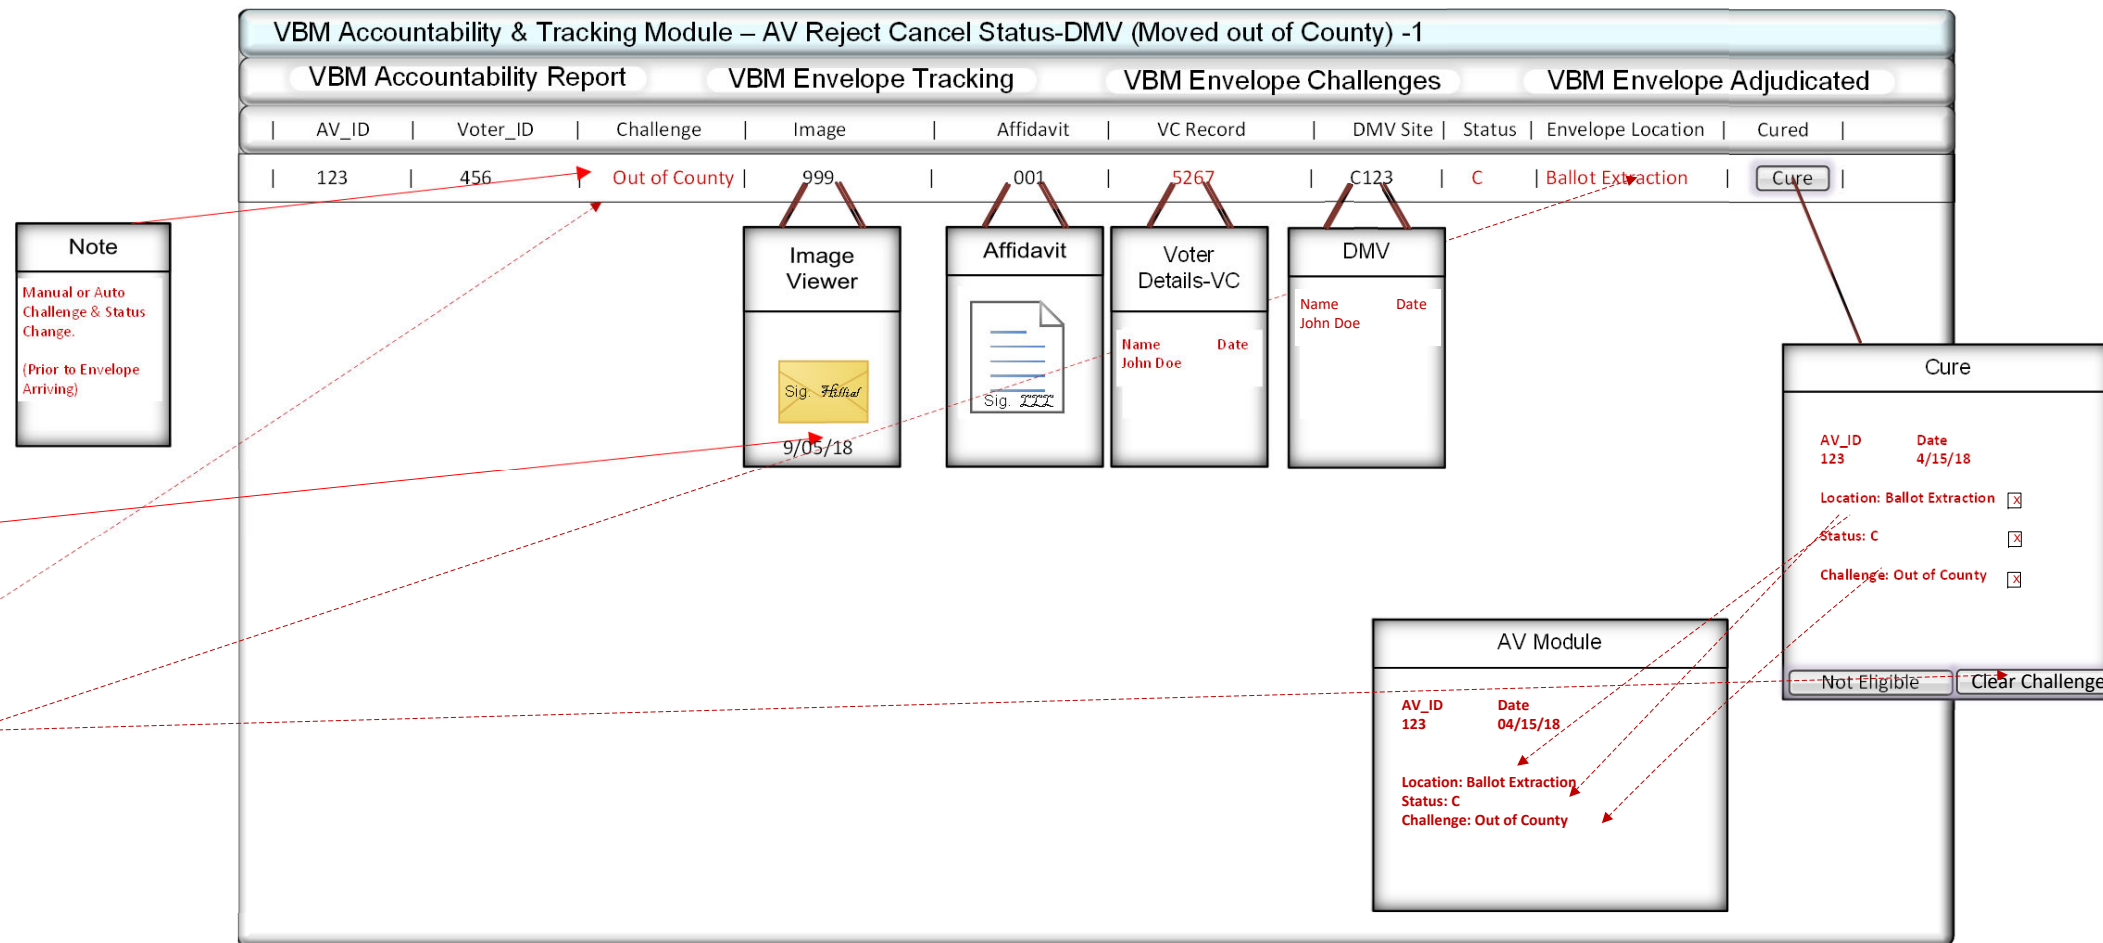 VBM Accountability & Tracking Module – AV Reject Cancel Status-DMV (Moved out of County) -1
VBM Accountability Report VBM Envelope Tracking VBM Envelope Challenges VBM Envelope Adjudicated
| AV_ID | Voter_ID | Challenge | Image | Affidavit | VC Record | DMV Site | Status | Envelope Location | Cured |
| 123 | 456 | Out of County | 999 | 001 | 5267 | C123 | C | Ballot Extraction | Cure |
Note
Manual or Auto
Challenge & Status
Change.
(Prior to Envelope
Arriving)
Image
Viewer
Sig.
9/05/18
Affidavit
Sig.
Voter
Details-VC
Name Date
John Doe
DMV
Name Date
John Doe
Cure
AV_ID Date
123 4/15/18
Location: Ballot Extraction X
Status: C X
Challenge: Out of County X
Not Eligible Clear Challenge
AV Module
AV_ID Date
123 04/15/18
Location: Ballot Extraction
Status: C
Challenge: Out of County